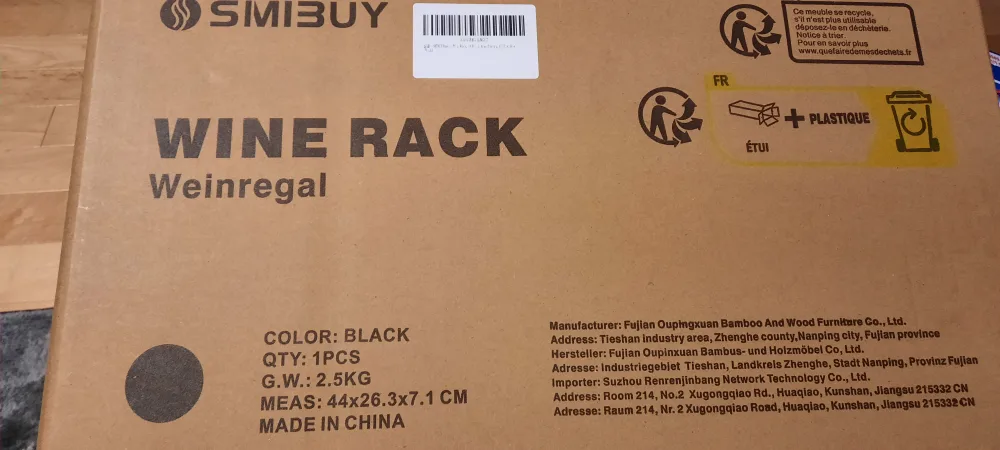 SMIBUY
Ce meuble se recycle,
s'il n'est plus utilisable
déposez-le en déchèterie.
Notice à trier
Pour en savoir plus
www.quefairedemesdechets.fr
FR
+ PLASTIQUE
ÉTUI
WINE RACK
Weinregal
COLOR: BLACK
QTY: 1PCS
G.W.: 2.5KG
MEAS: 44x26.3x7.1 CM
MADE IN CHINA
Manufacturer: Fujian Oupingxuan Bamboo And Wood Furniture Co., Ltd.
Address: Tieshan industry area, Zhenghe county,Nanping city, Fujian province
Hersteller: Fujian Oupinxuan Bambus- und Holzmöbel Co, Ltd.
Adresse: Industriegebiet Tieshan, Landkreis Zhenghe, Stadt Nanping, Provinz Fujian
Importer: Suzhou Renrenjinbang Network Technology Co., Ltd.
Address: Room 214, No.2 Xugongqiao Rd., Huaqiao, Kunshan, Jiangsu 215332 CN
Adresse: Raum 214, Nr. 2 Xugongqiao Road, Huaqiao, Kunshan, Jiangsu 215332 CN